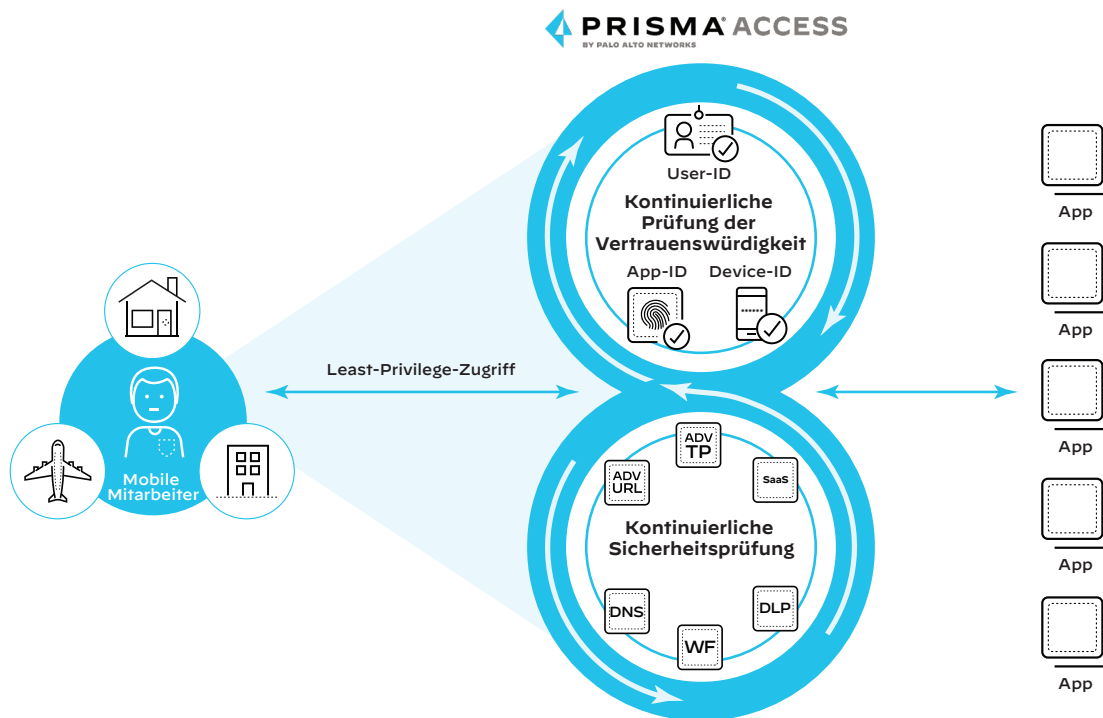 PRISMA® ACCESS
BY PALO ALTO NETWORKS
User-ID
Kontinuierliche
Prüfung der
Vertrauenswürdigkeit
App-ID
Device-ID
Least-Privilege-Zugriff
Mobile
Mitarbeiter
ADV
TP
ADV
URL
SaaS
Kontinuierliche
Sicherheitsprüfung
DNS
DLP
WF
App
App
App
App
App